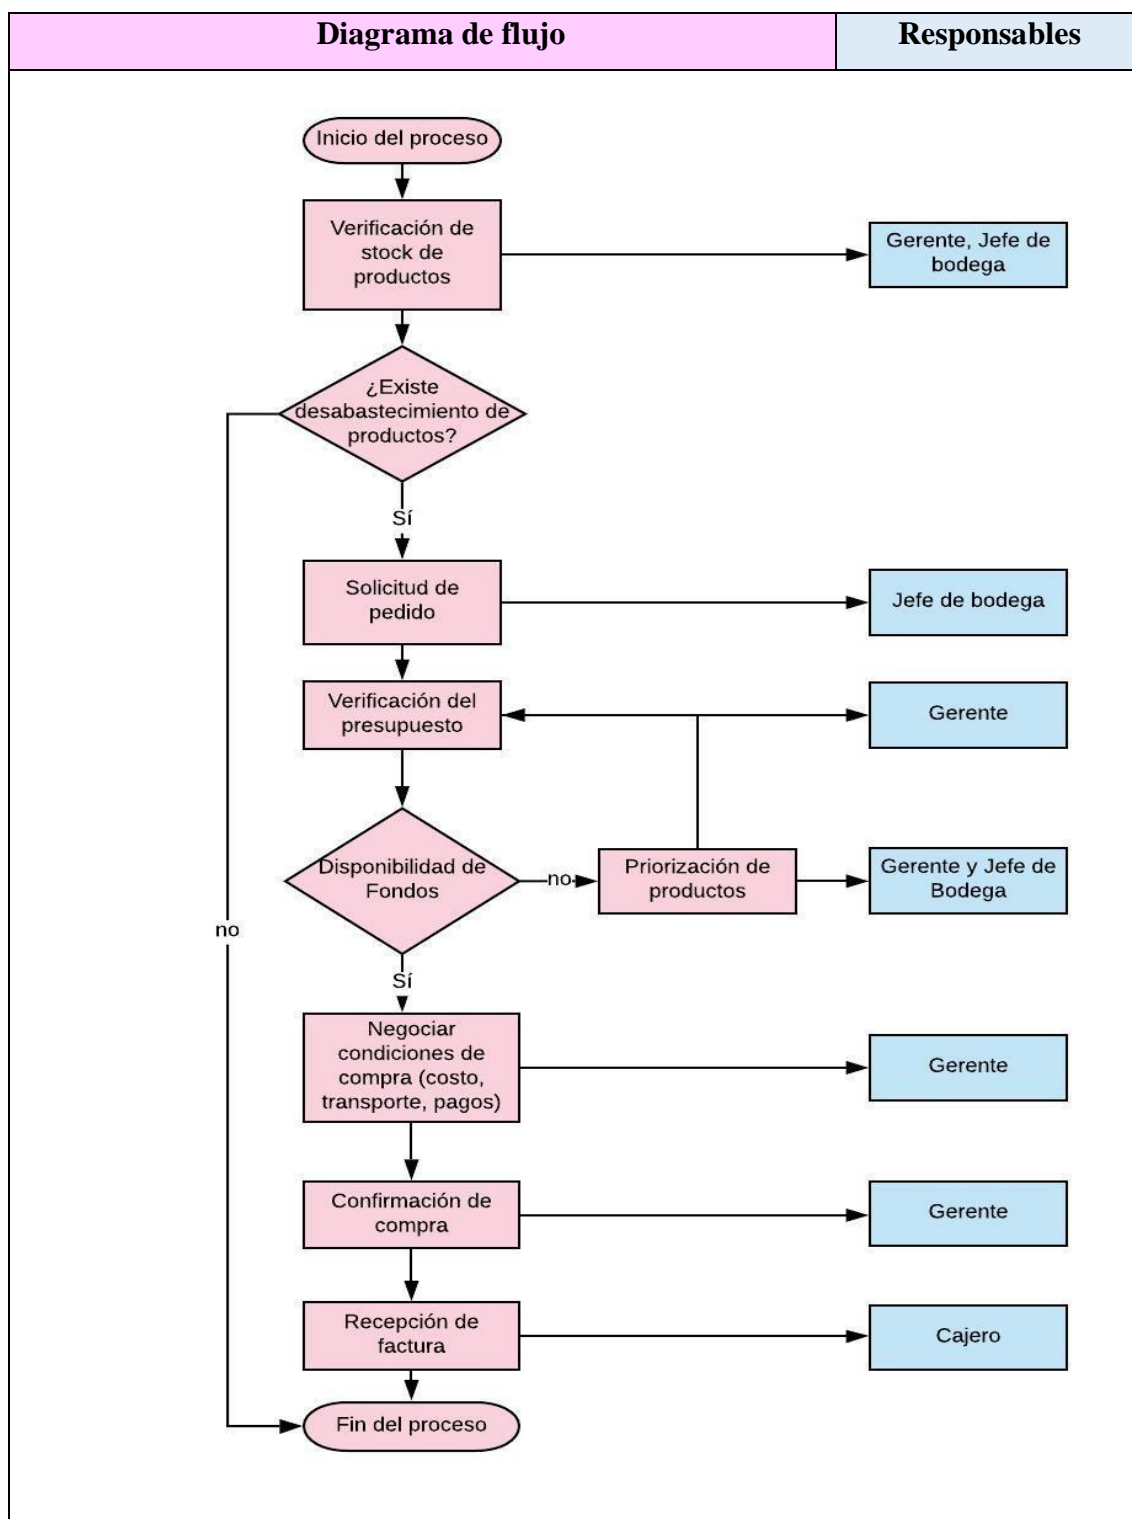 Diagrama de flujo
Responsables
Inicio del proceso
Verificación de
stock de
productos
Gerente, Jefe de
bodega
¿Existe
desabastecimiento de
productos?
Sí
Solicitud de
pedido
Jefe de bodega
Verificación del
presupuesto
Gerente
Disponibilidad de
Fondos
no
Priorización de
productos
Gerente y Jefe de
Bodega
no
Sí
Negociar
condiciones de
compra (costo,
transporte, pagos)
Gerente
Confirmación de
compra
Gerente
Recepción de
factura
Cajero
Fin del proceso